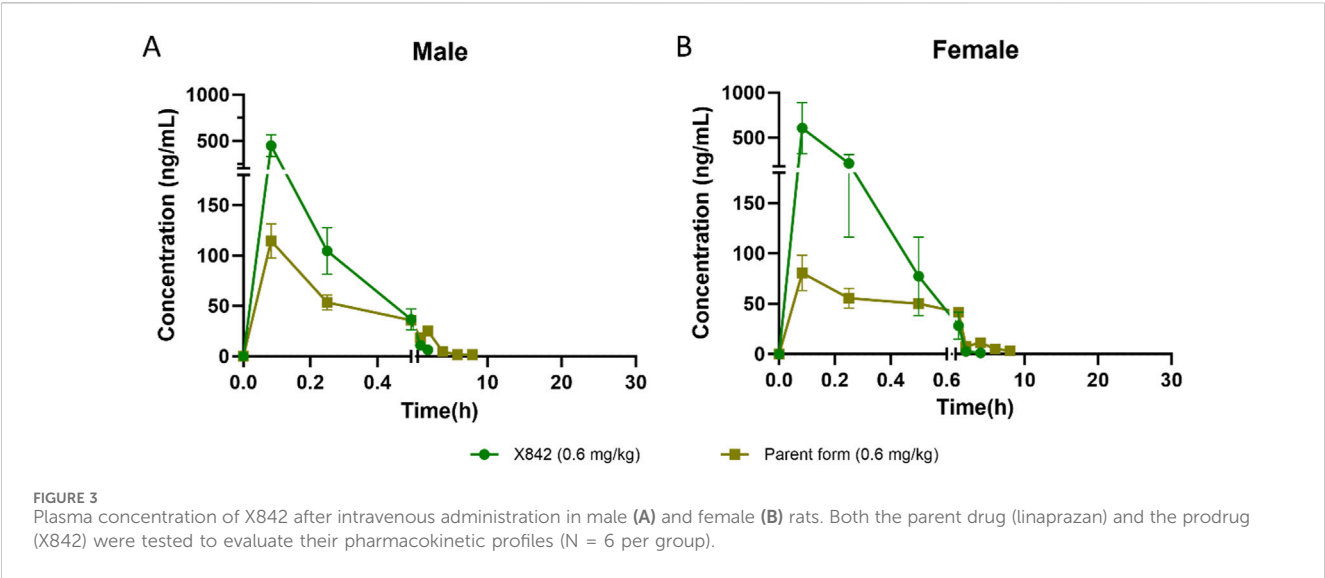 A
Male
Concentration (ng/mL)
1000
500
150
100
50
0
0.0 0.2 0.4 10 20 30
Time(h)
B
Female
Concentration (ng/mL)
1000
500
150
100
50
0
0.0 0.2 0.4 0.6 10 20 30
Time(h)
X842 (0.6 mg/kg) Parent form (0.6 mg/kg)
FIGURE 3
Plasma concentration of X842 after intravenous administration in male (A) and female (B) rats. Both the parent drug (linaprazan) and the prodrug
(X842) were tested to evaluate their pharmacokinetic profiles (N = 6 per group).